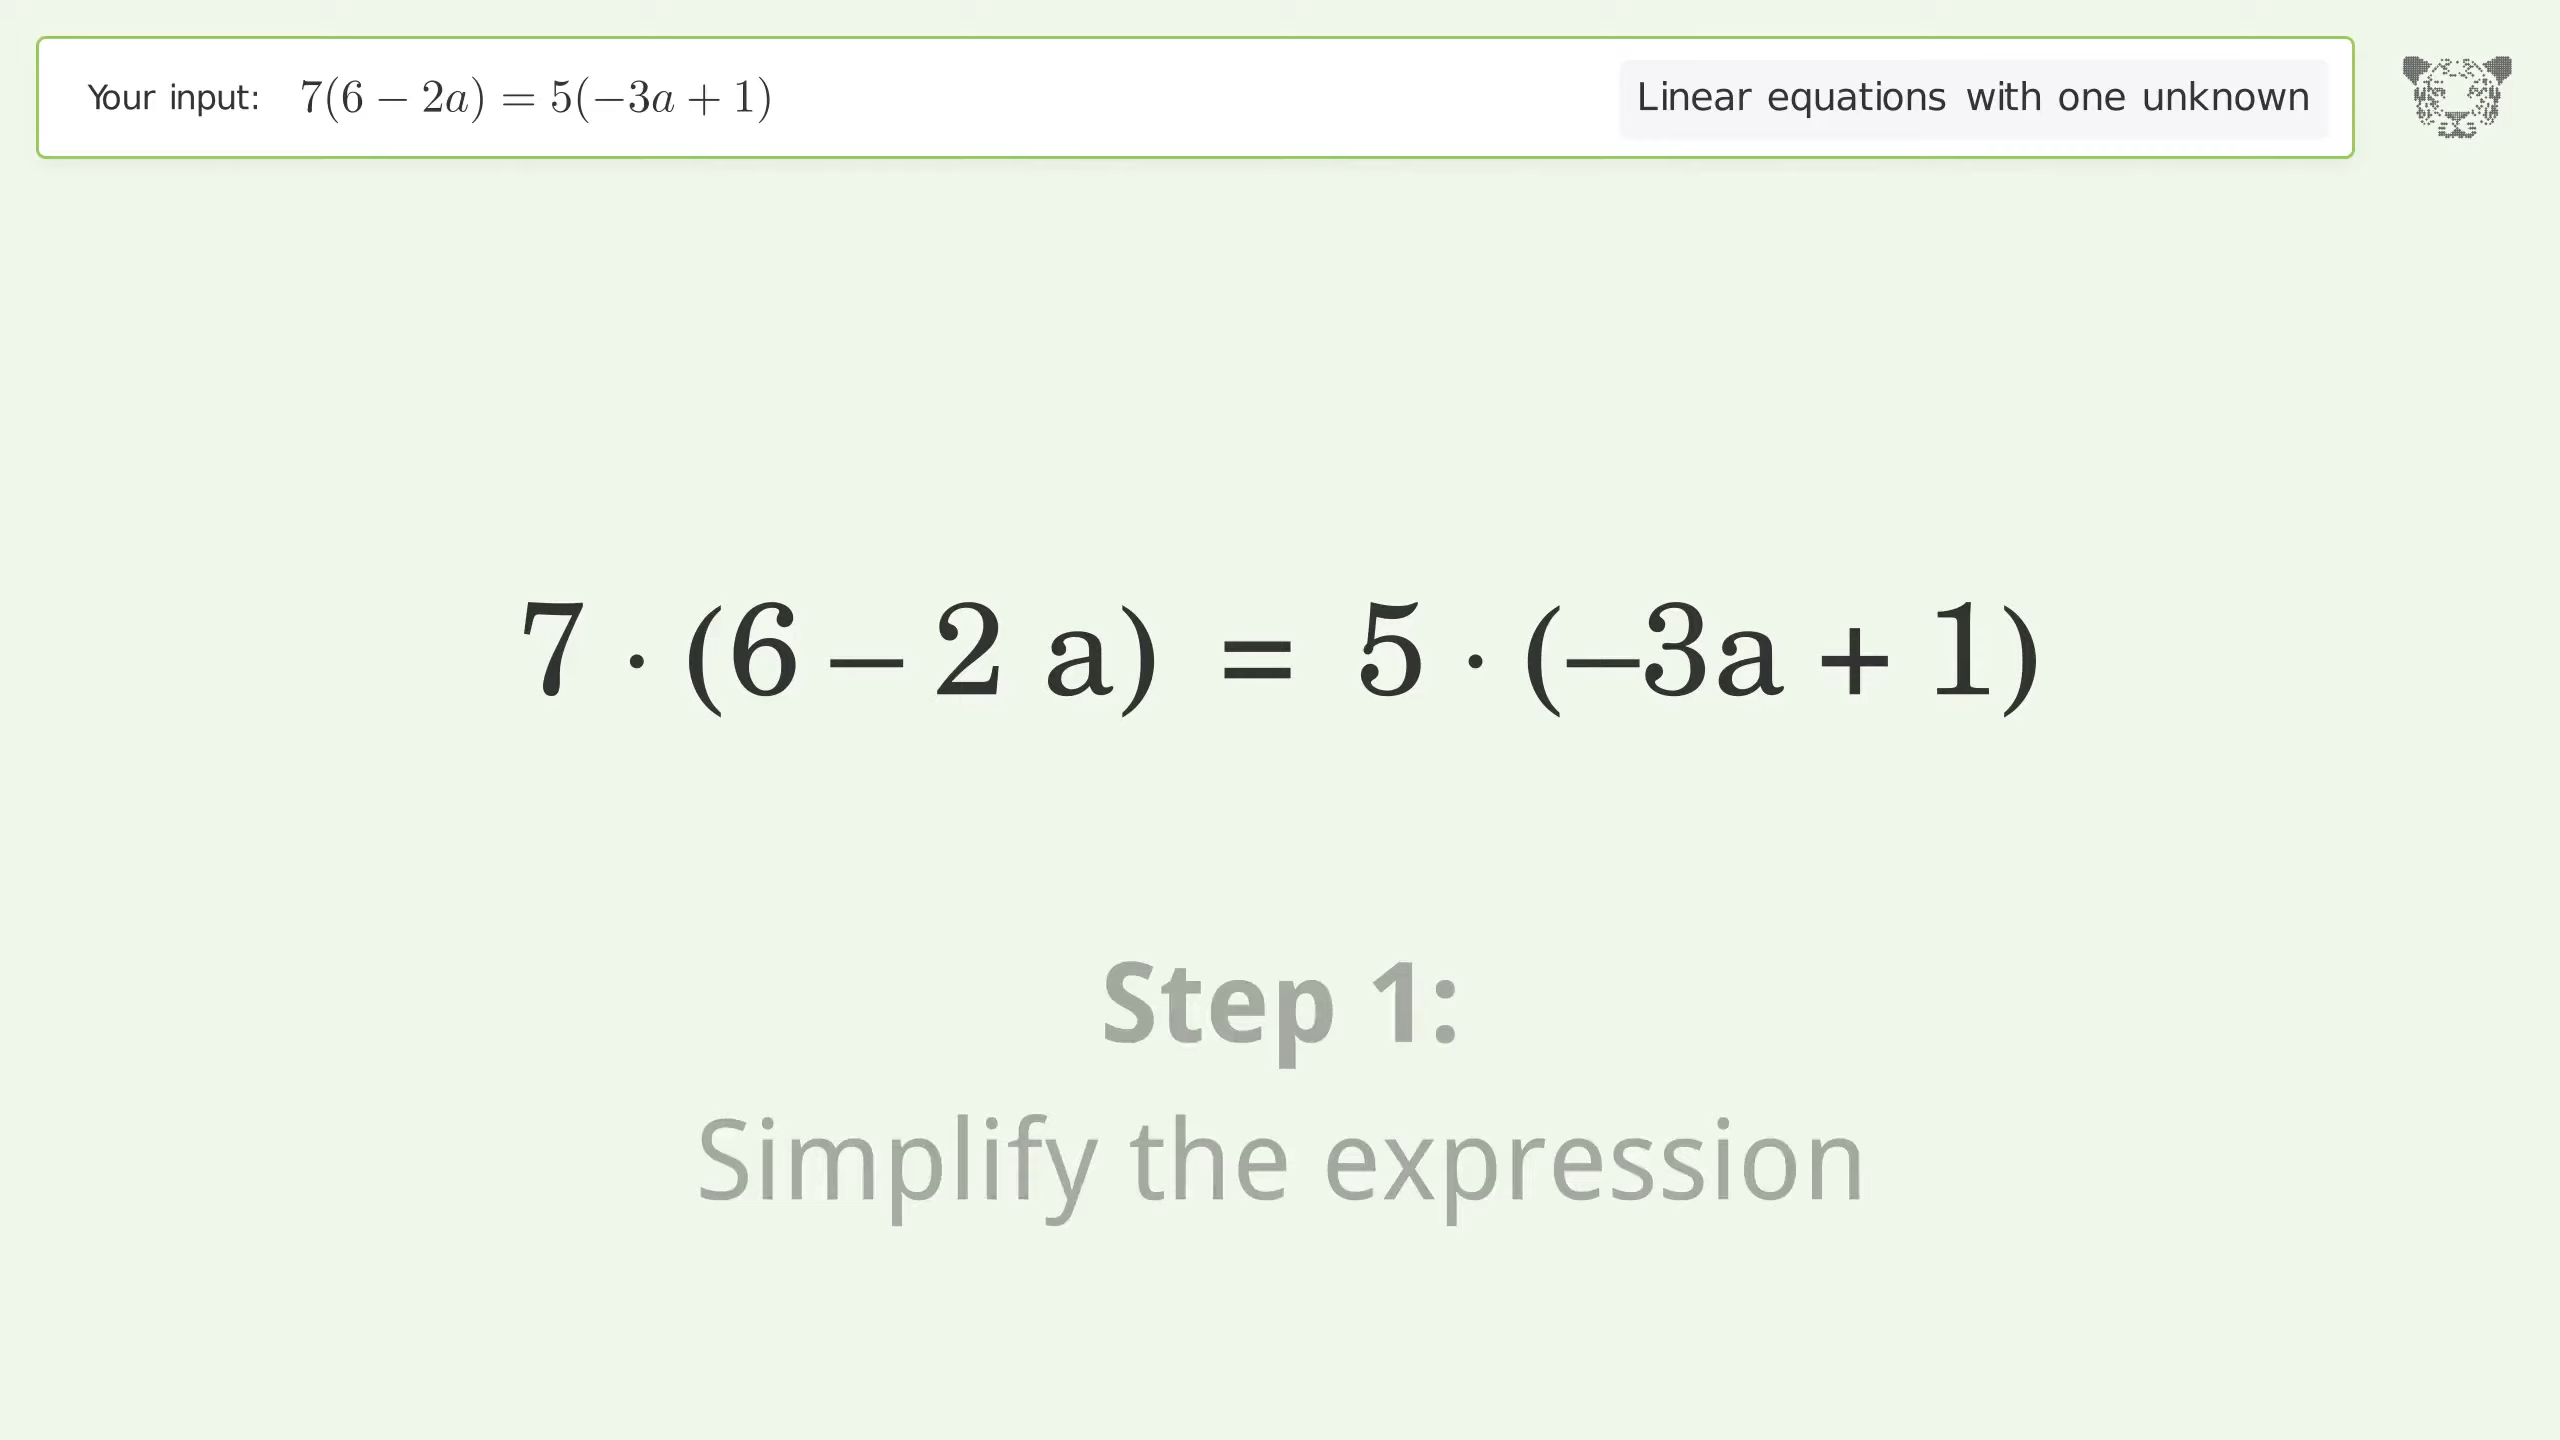 Your input: 7(6 − 2a) = 5(−3a + 1) Linear equations with one unknown
7 · (6 – 2 a) = 5 · (–3a + 1)
Step 1:
Simplify the expression